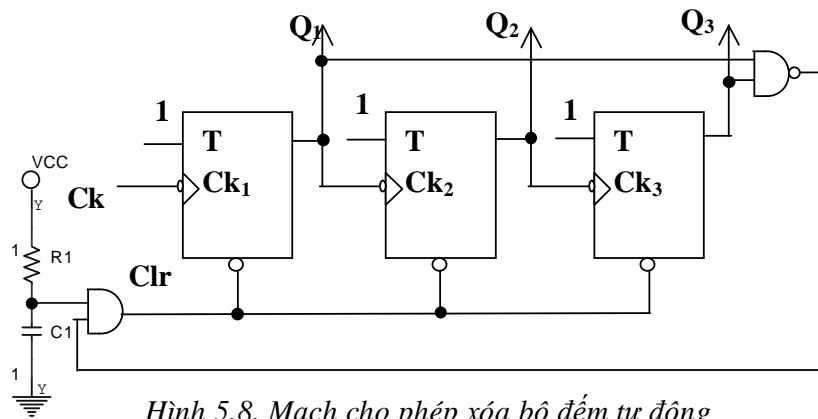 Q₁ Q₂ Q₃
1 1 1
T T T
VCC
Ck Ck₁ Ck₂ Ck₃
Y
1 R1
Clr
C1
1 Y
Hình 5.8. Mạch cho phép xóa bộ đếm tự động